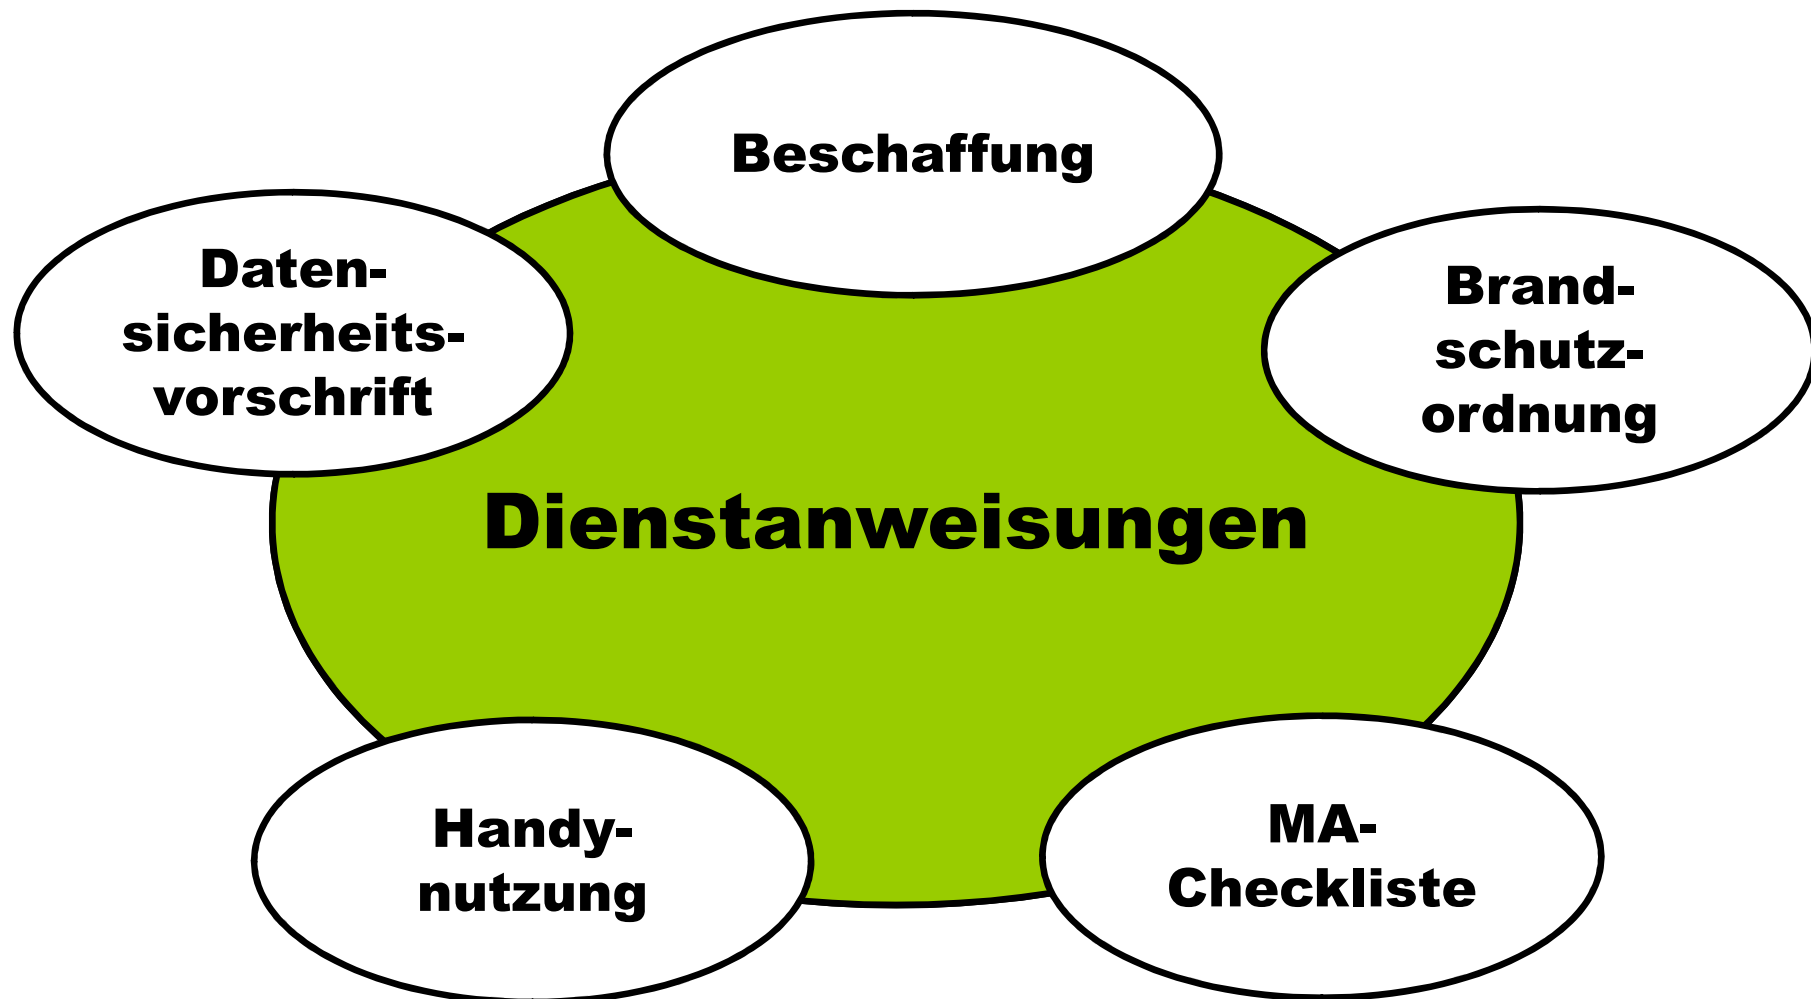 Beschaffung
Daten-
sicherheits-
vorschrift
Brand-
schutz-
ordnung
Dienstanweisungen
Handy-
nutzung
MA-
Checkliste